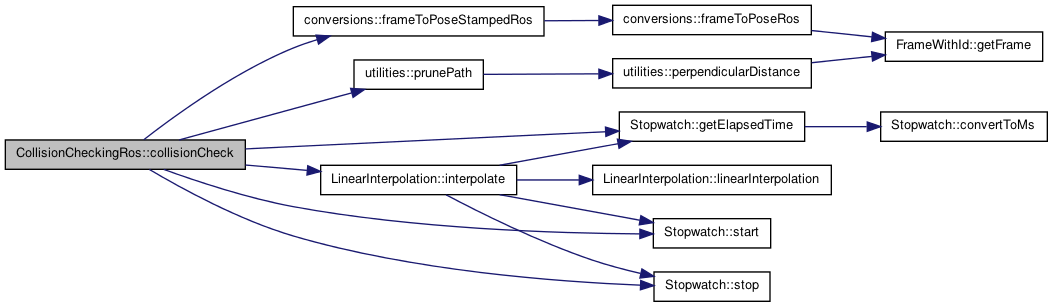 conversions::frameToPoseStampedRos
conversions::frameToPoseRos
FrameWithId::getFrame
utilities::prunePath
utilities::perpendicularDistance
Stopwatch::getElapsedTime
Stopwatch::convertToMs
CollisionCheckingRos::collisionCheck
LinearInterpolation::interpolate
LinearInterpolation::linearInterpolation
Stopwatch::start
Stopwatch::stop